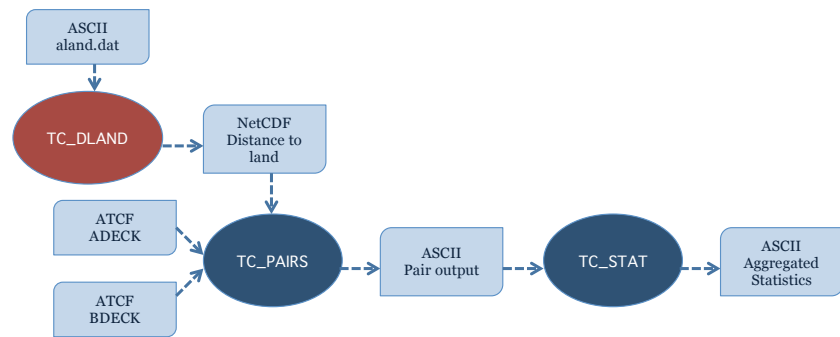 ASCII
aland.dat
TC_DLAND
NetCDF
Distance to
land
ATCF
ADECK
ATCF
BDECK
TC_PAIRS
ASCII
Pair output
TC_STAT
ASCII
Aggregated
Statistics